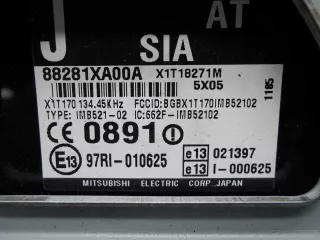 J AT
SIA
88281XA00A X1T18271M
5X05
1185
X1T170 134.45KHz FCCID:BGBX1T170IMB52102
TYPE: IMB521-02 IC:662F-IMB52102
CE 0891 !
E13 97RI-010625
e13 021397
e13 I-000625
MITSUBISHI ELECTRIC CORP. JAPAN